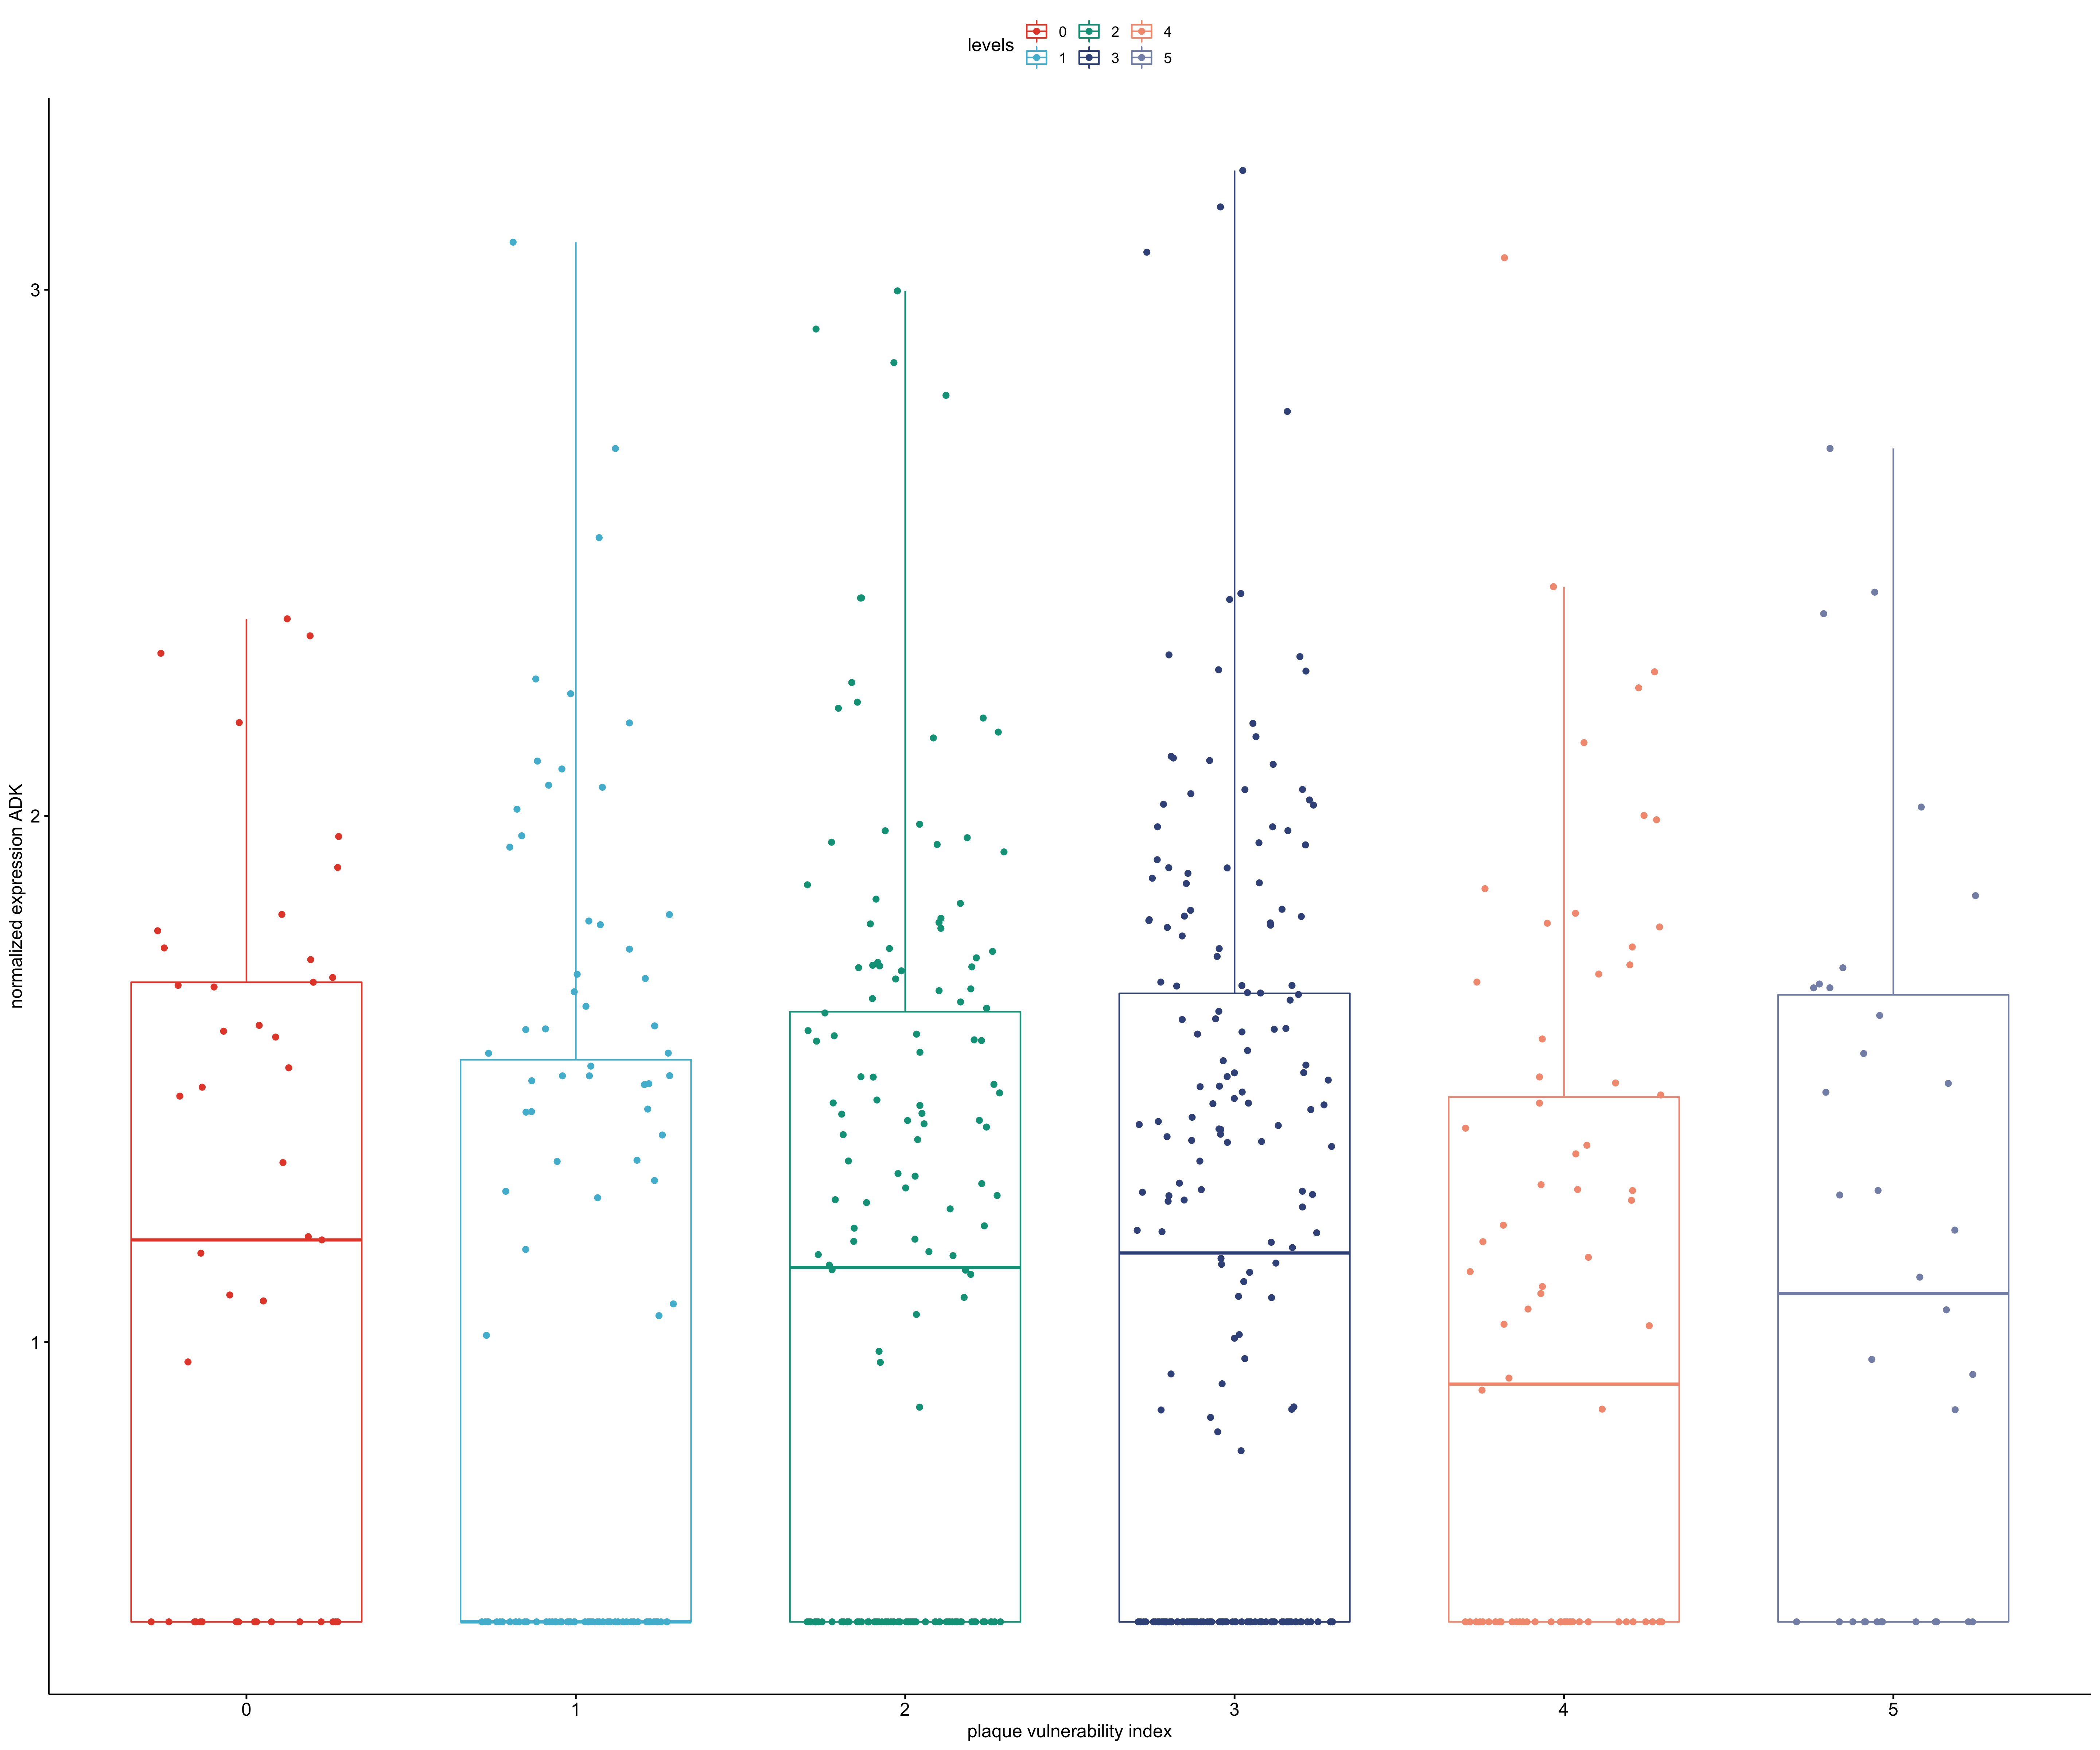 levels
0 2 4
1 3 5
normalized expression ADK
3
2
1
0 1 2 3 4 5
plaque vulnerability index